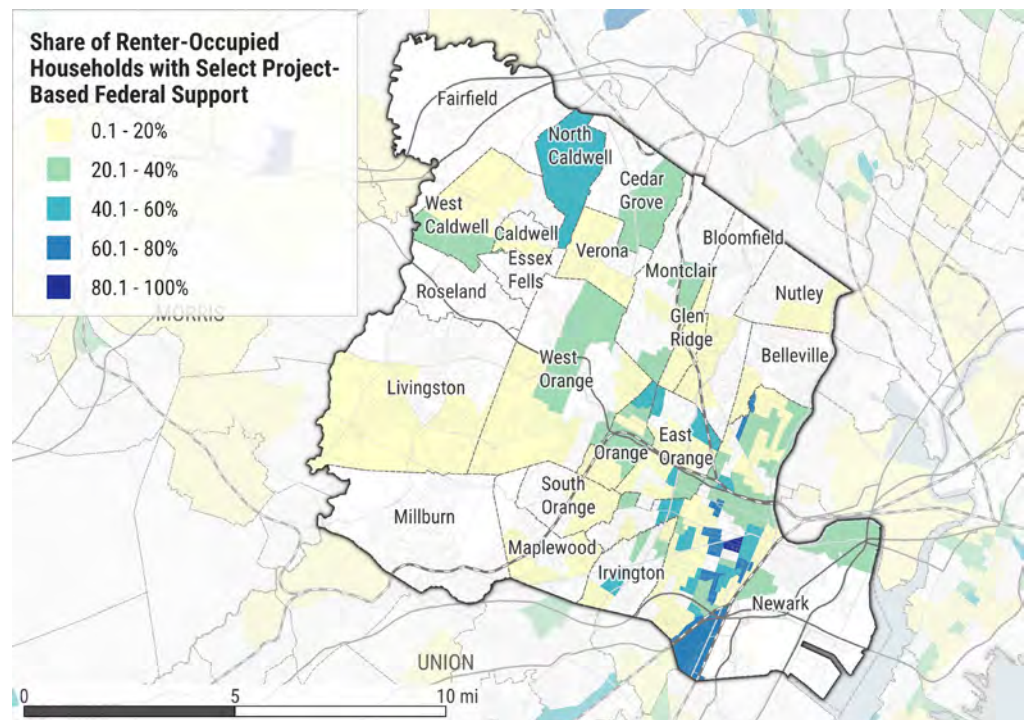 Share of Renter-Occupied
Households with Select Project-
Based Federal Support
0.1 - 20%
20.1 - 40%
40.1 - 60%
60.1 - 80%
80.1 - 100%
Fairfield
North
Caldwell
Cedar
Grove
West
Caldwell
Caldwell
Verona
Bloomfield
Essex
Fells
Montclair
Roseland
Nutley
MORRIS
Glen
Ridge
Belleville
West
Orange
Livingston
East
Orange
Orange
South
Orange
Millburn
Maplewood
Irvington
Newark
UNION
0
5
10 mi